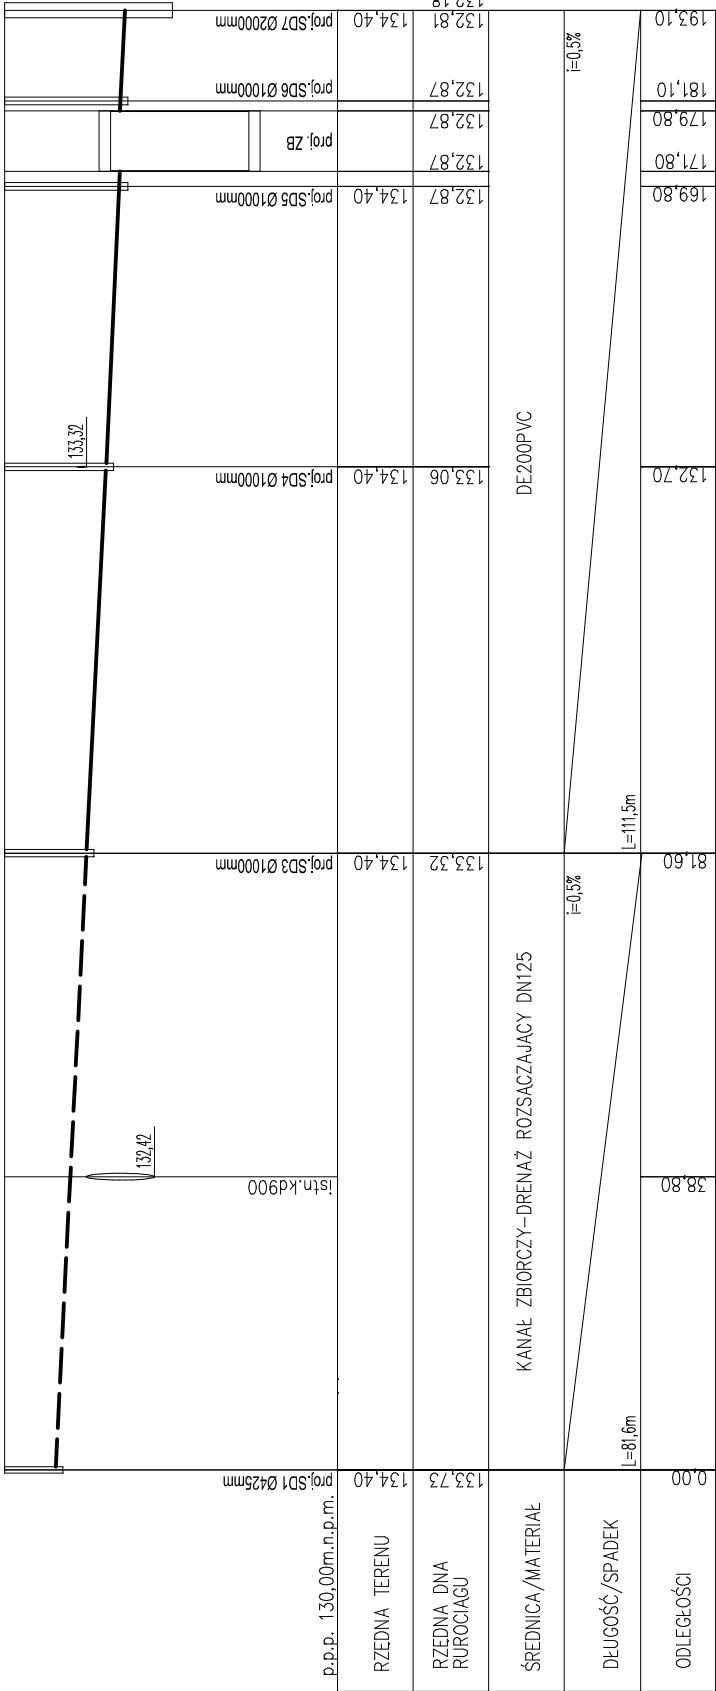 p.p.p. 130,00m.n.p.m.
proj.SD1 Ø425mm
istn.kd900
proj.SD3 Ø1000mm
proj.SD4 Ø1000mm
proj.SD5 Ø1000mm
proj. ZB
proj.SD6 Ø1000mm
proj.SD7 Ø2000mm
132,42
133,32
RZĘDNA TERENU
134,40
134,40
134,40
134,40
134,40
RZĘDNA DNA
RUROCIĄGU
133,73
133,32
133,06
132,87
132,87
132,87
132,87
132,81
132,18
ŚREDNICA/MATERIAŁ
KANAŁ ZBIORCZY-DRENAŻ ROZSĄCZAJĄCY DN125
DE200PVC
DŁUGOŚĆ/SPADEK
L=81,6m
i=0,5%
L=111,5m
i=0,5%
ODLEGŁOŚCI
0,00
38,80
81,60
132,70
169,80
171,80
179,80
181,10
193,10